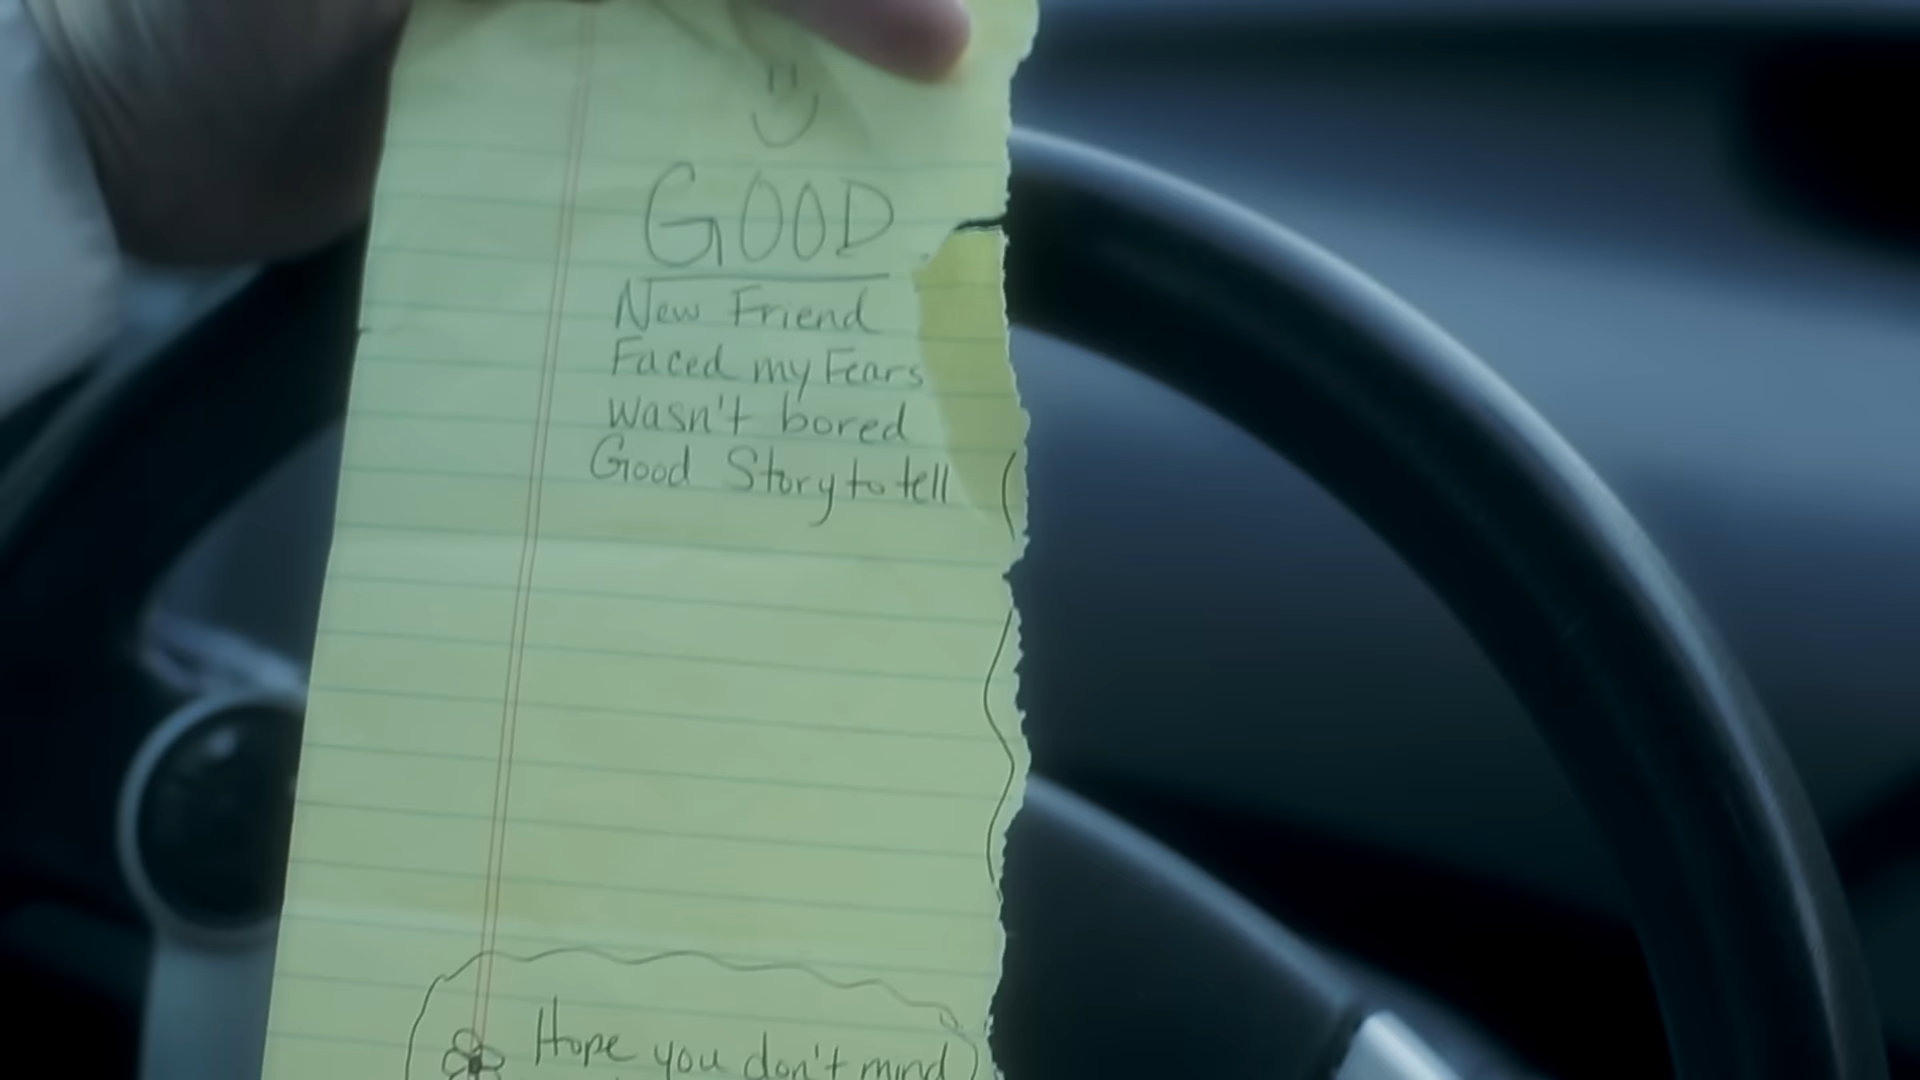 GOOD
New Friend
Faced my Fears
wasn't bored
Good Story to tell
Hope you don't mind